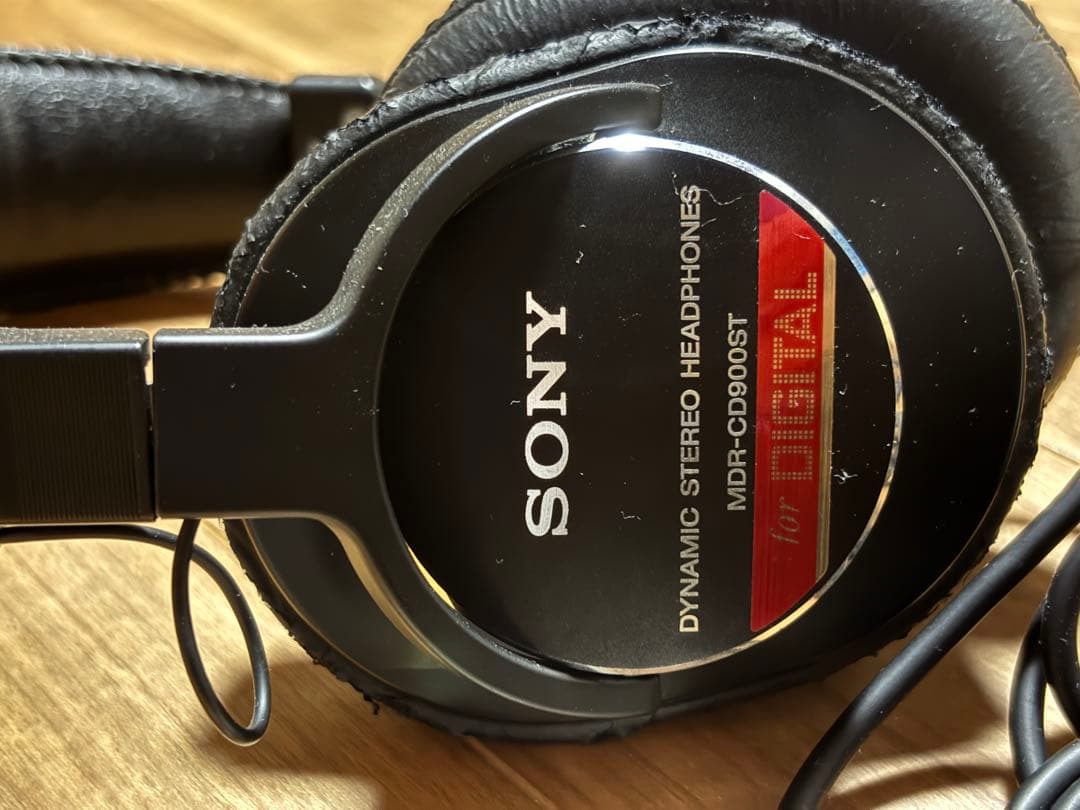 SONY
DYNAMIC STEREO HEADPHONES
MDR-CD900ST
for DIGITAL